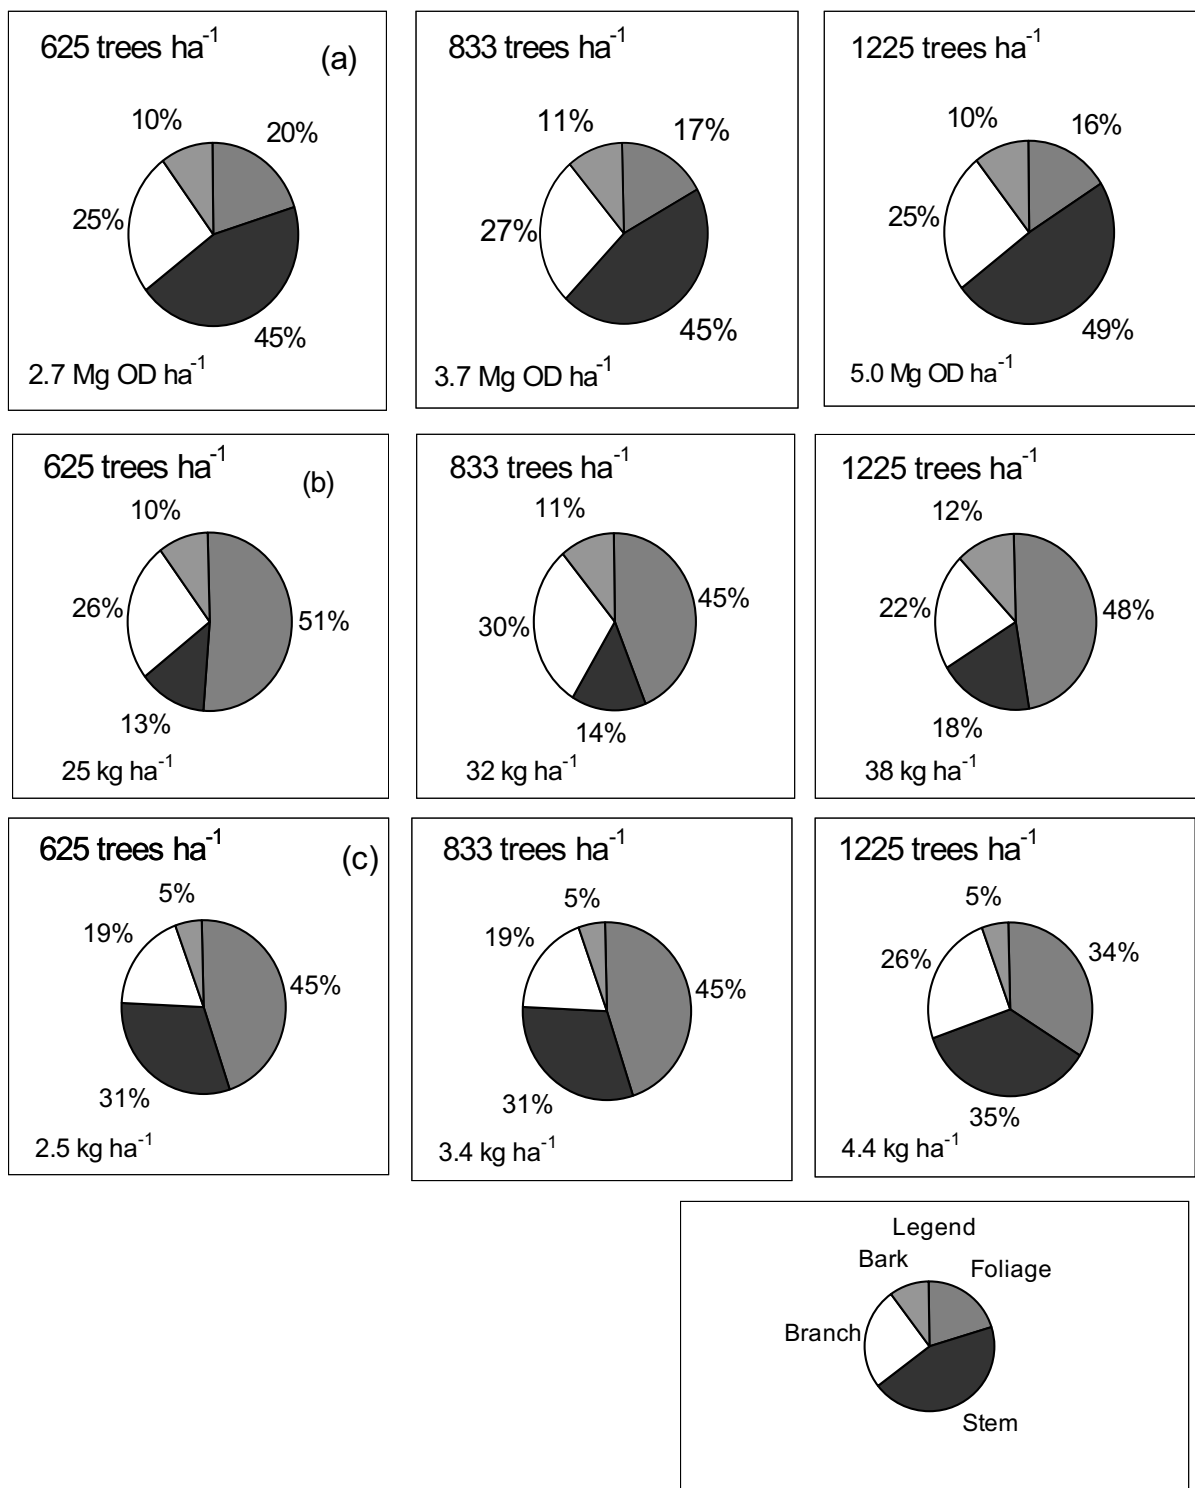 625 trees ha⁻¹
(a)
10%
20%
25%
45%
2.7 Mg OD ha⁻¹
833 trees ha⁻¹
11%
17%
27%
45%
3.7 Mg OD ha⁻¹
1225 trees ha⁻¹
10%
16%
25%
49%
5.0 Mg OD ha⁻¹
625 trees ha⁻¹
(b)
10%
26%
51%
13%
25 kg ha⁻¹
833 trees ha⁻¹
11%
45%
30%
14%
32 kg ha⁻¹
1225 trees ha⁻¹
12%
22%
48%
18%
38 kg ha⁻¹
625 trees ha⁻¹
(c)
5%
19%
45%
31%
2.5 kg ha⁻¹
833 trees ha⁻¹
5%
19%
45%
31%
3.4 kg ha⁻¹
1225 trees ha⁻¹
5%
26%
34%
35%
4.4 kg ha⁻¹
Legend
Bark
Foliage
Branch
Stem